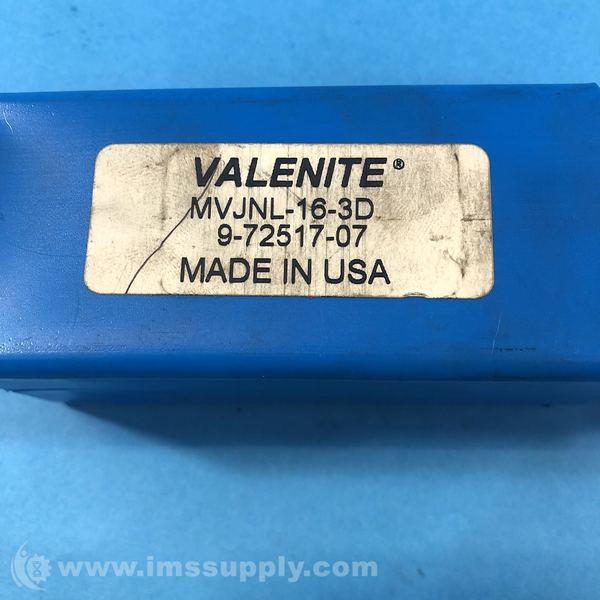 VALENITE®
MVJNL-16-3D
9-72517-07
MADE IN USA
www.imssupply.com